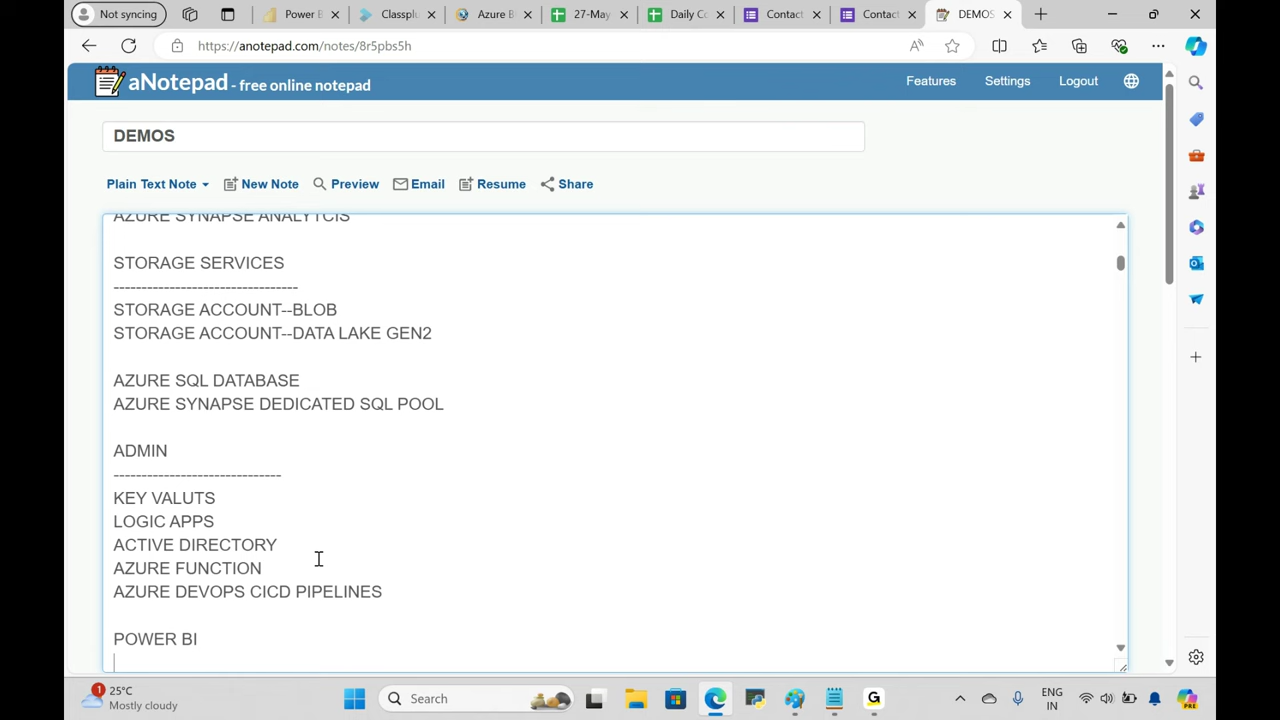 Not syncing
Power B
Classplu
Azure B
27-May
Daily Co
Contact
Contact
DEMOS
https://anotepad.com/notes/8r5pbs5h
aNotepad - free online notepad
Features
Settings
Logout
DEMOS
Plain Text Note
New Note
Preview
Email
Resume
Share
AZURE SYNAPSE ANALYTCIS
STORAGE SERVICES
---------------------------------
STORAGE ACCOUNT--BLOB
STORAGE ACCOUNT--DATA LAKE GEN2
AZURE SQL DATABASE
AZURE SYNAPSE DEDICATED SQL POOL
ADMIN
------------------------------
KEY VALUTS
LOGIC APPS
ACTIVE DIRECTORY
AZURE FUNCTION
AZURE DEVOPS CICD PIPELINES
POWER BI
1
25°C
Mostly cloudy
Search
ENG
IN